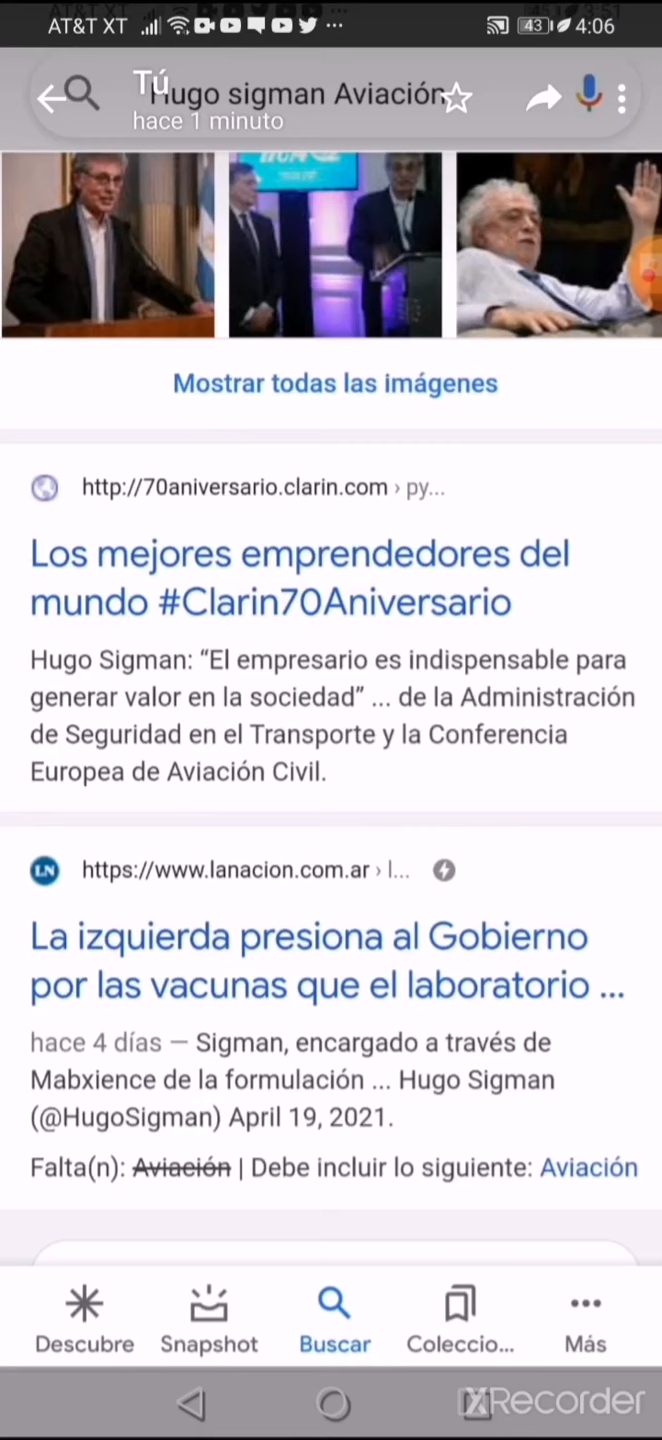 AT&T XT 43 4:06
Tú
Hugo sigman Aviación
hace 1 minuto
Mostrar todas las imágenes
http://70aniversario.clarin.com › py...
Los mejores emprendedores del
mundo #Clarin70Aniversario
Hugo Sigman: “El empresario es indispensable para
generar valor en la sociedad” ... de la Administración
de Seguridad en el Transporte y la Conferencia
Europea de Aviación Civil.
LN https://www.lanacion.com.ar › l...
La izquierda presiona al Gobierno
por las vacunas que el laboratorio ...
hace 4 días — Sigman, encargado a través de
Mabxience de la formulación ... Hugo Sigman
(@HugoSigman) April 19, 2021.
Falta(n): Aviación | Debe incluir lo siguiente: Aviación
Descubre Snapshot Buscar Coleccio... Más
XRecorder